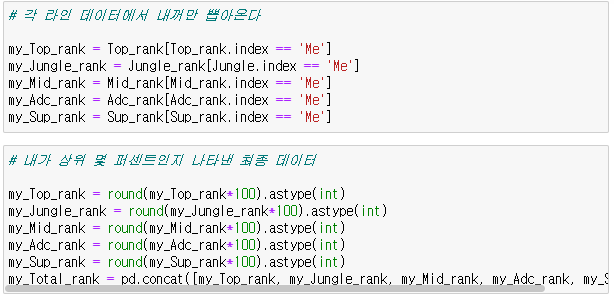 # 각 라인 데이터에서 내꺼만 뽑아온다
my_Top_rank = Top_rank[Top_rank.index == 'Me']
my_Jungle_rank = Jungle_rank[Jungle.index == 'Me']
my_Mid_rank = Mid_rank[Mid_rank.index == 'Me']
my_Adc_rank = Adc_rank[Adc_rank.index == 'Me']
my_Sup_rank = Sup_rank[Sup_rank.index == 'Me']
# 내가 상위 몇 퍼센트인지 나타낸 최종 데이터
my_Top_rank = round(my_Top_rank*100).astype(int)
my_Jungle_rank = round(my_Jungle_rank*100).astype(int)
my_Mid_rank = round(my_Mid_rank*100).astype(int)
my_Adc_rank = round(my_Adc_rank*100).astype(int)
my_Sup_rank = round(my_Sup_rank*100).astype(int)
my_Total_rank = pd.concat([my_Top_rank, my_Jungle_rank, my_Mid_rank, my_Adc_rank, my_S